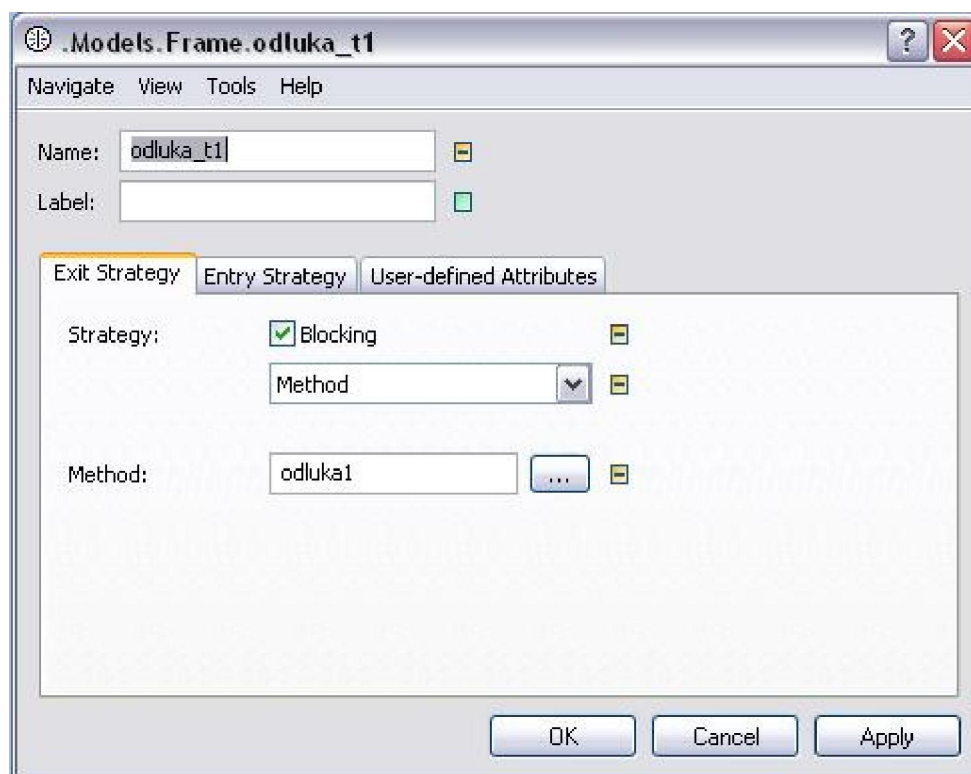 .Models.Frame.odluka_t1
Navigate View Tools Help
Name: odluka_t1
Label:
Exit Strategy Entry Strategy User-defined Attributes
Strategy: Blocking
Method
Method: odluka1 ...
OK Cancel Apply